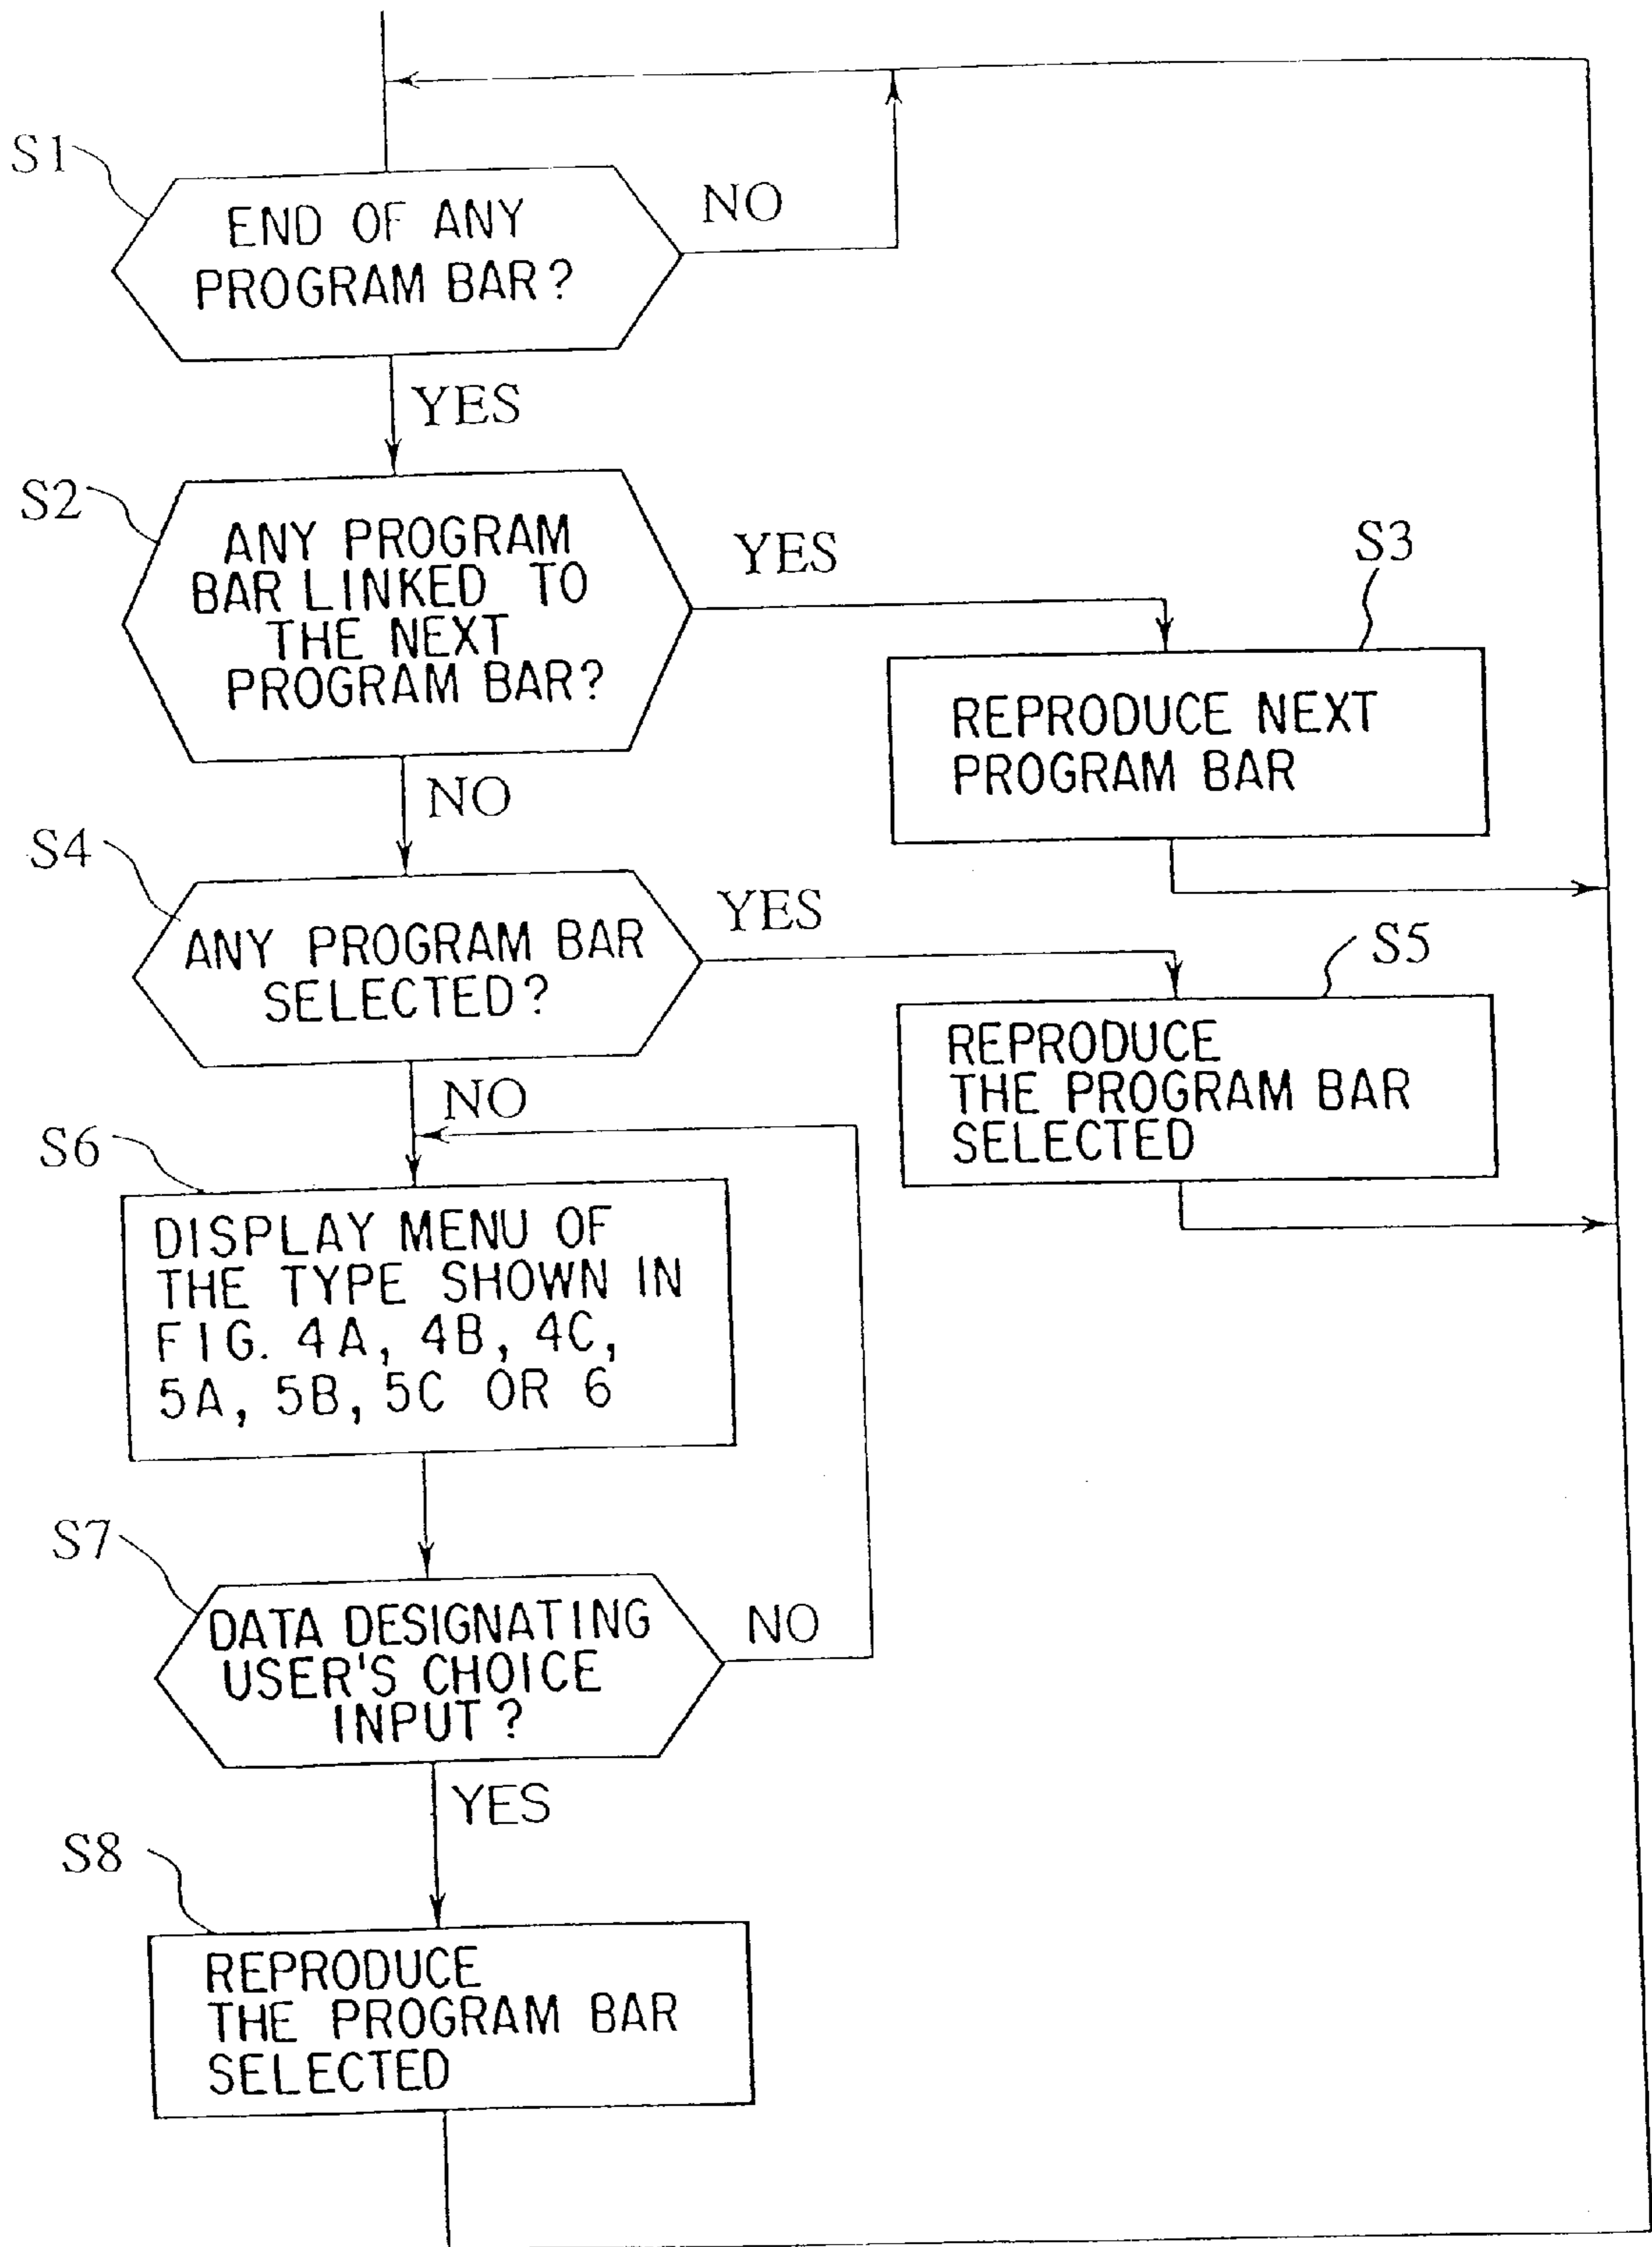 S1
END OF ANY
PROGRAM BAR?
NO
YES
S2
ANY PROGRAM
BAR LINKED TO
THE NEXT
PROGRAM BAR?
YES
S3
REPRODUCE NEXT
PROGRAM BAR
NO
S4
ANY PROGRAM BAR
SELECTED?
YES
S5
REPRODUCE
THE PROGRAM BAR
SELECTED
NO
S6
DISPLAY MENU OF
THE TYPE SHOWN IN
FIG. 4A, 4B, 4C,
5A, 5B, 5C OR 6
S7
DATA DESIGNATING
USER'S CHOICE
INPUT?
NO
YES
S8
REPRODUCE
THE PROGRAM BAR
SELECTED